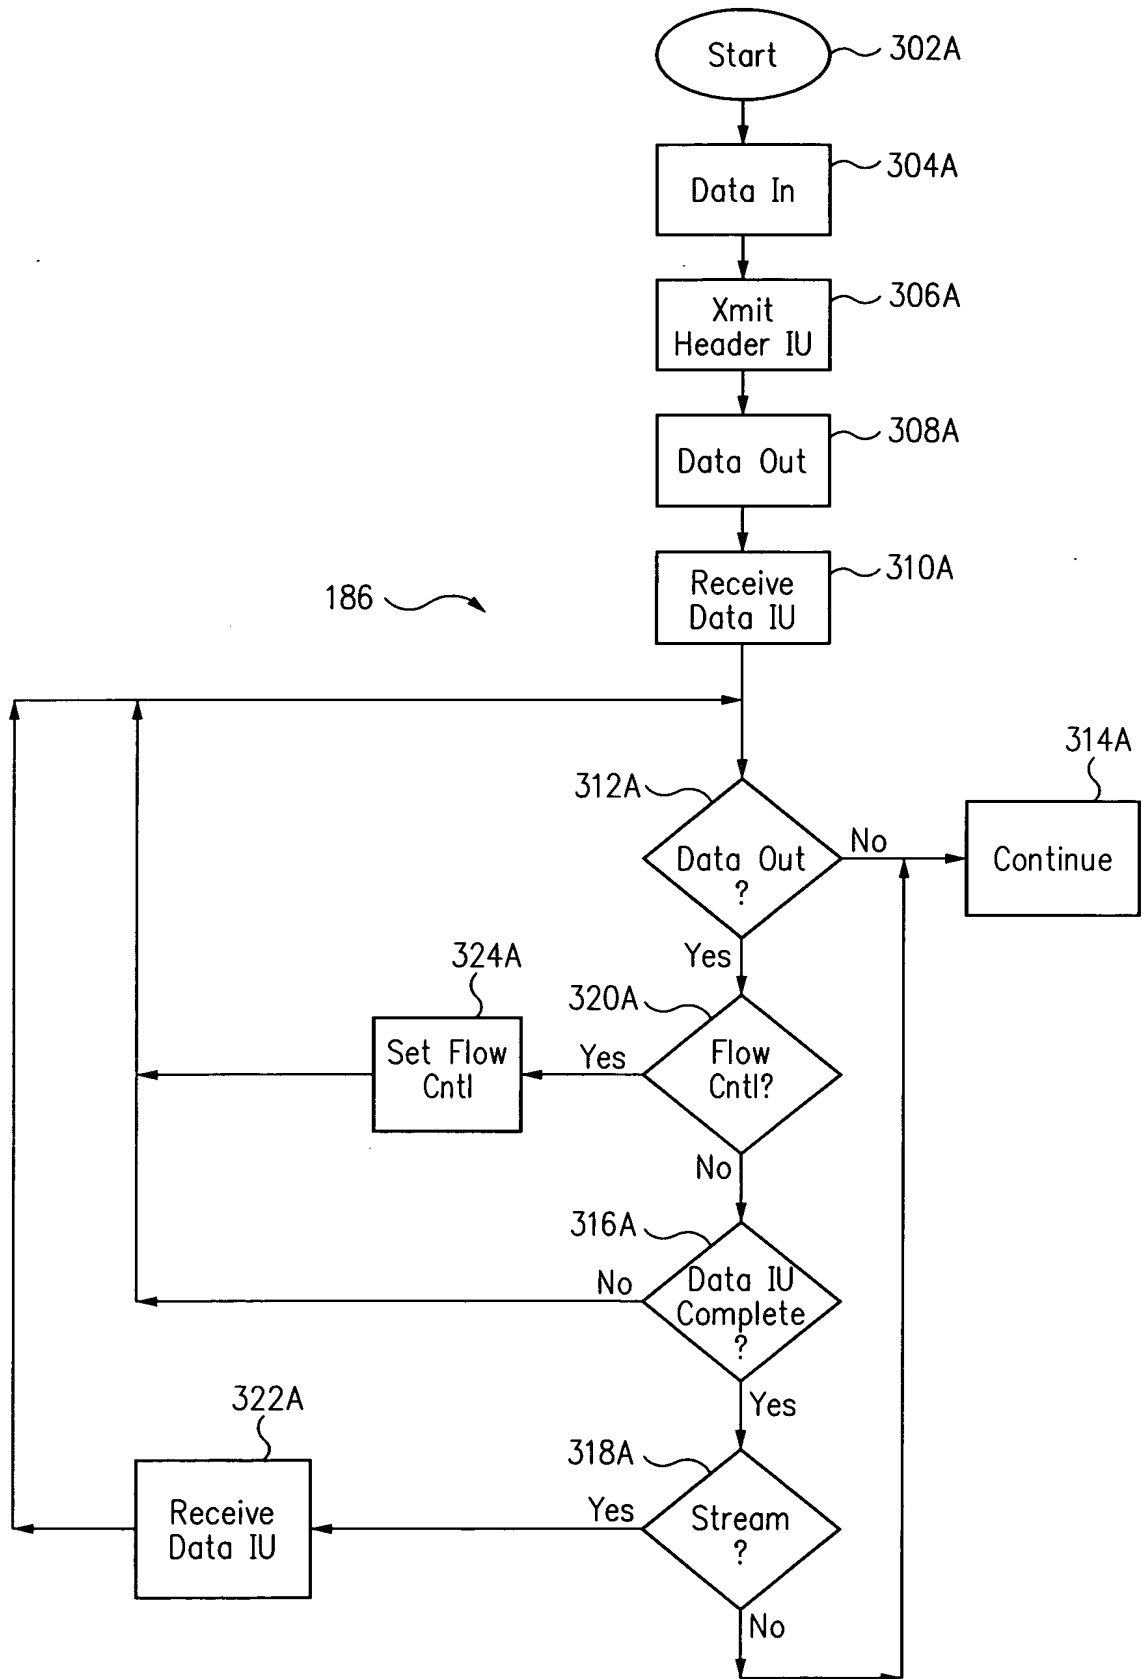 Start
302A
Data In
304A
Xmit
Header IU
306A
Data Out
308A
Receive
Data IU
310A
186
312A
Data Out
?
No
Yes
314A
Continue
324A
Set Flow
Cntl
Yes
320A
Flow
Cntl?
No
316A
Data IU
Complete
?
No
Yes
322A
Receive
Data IU
Yes
318A
Stream
?
No